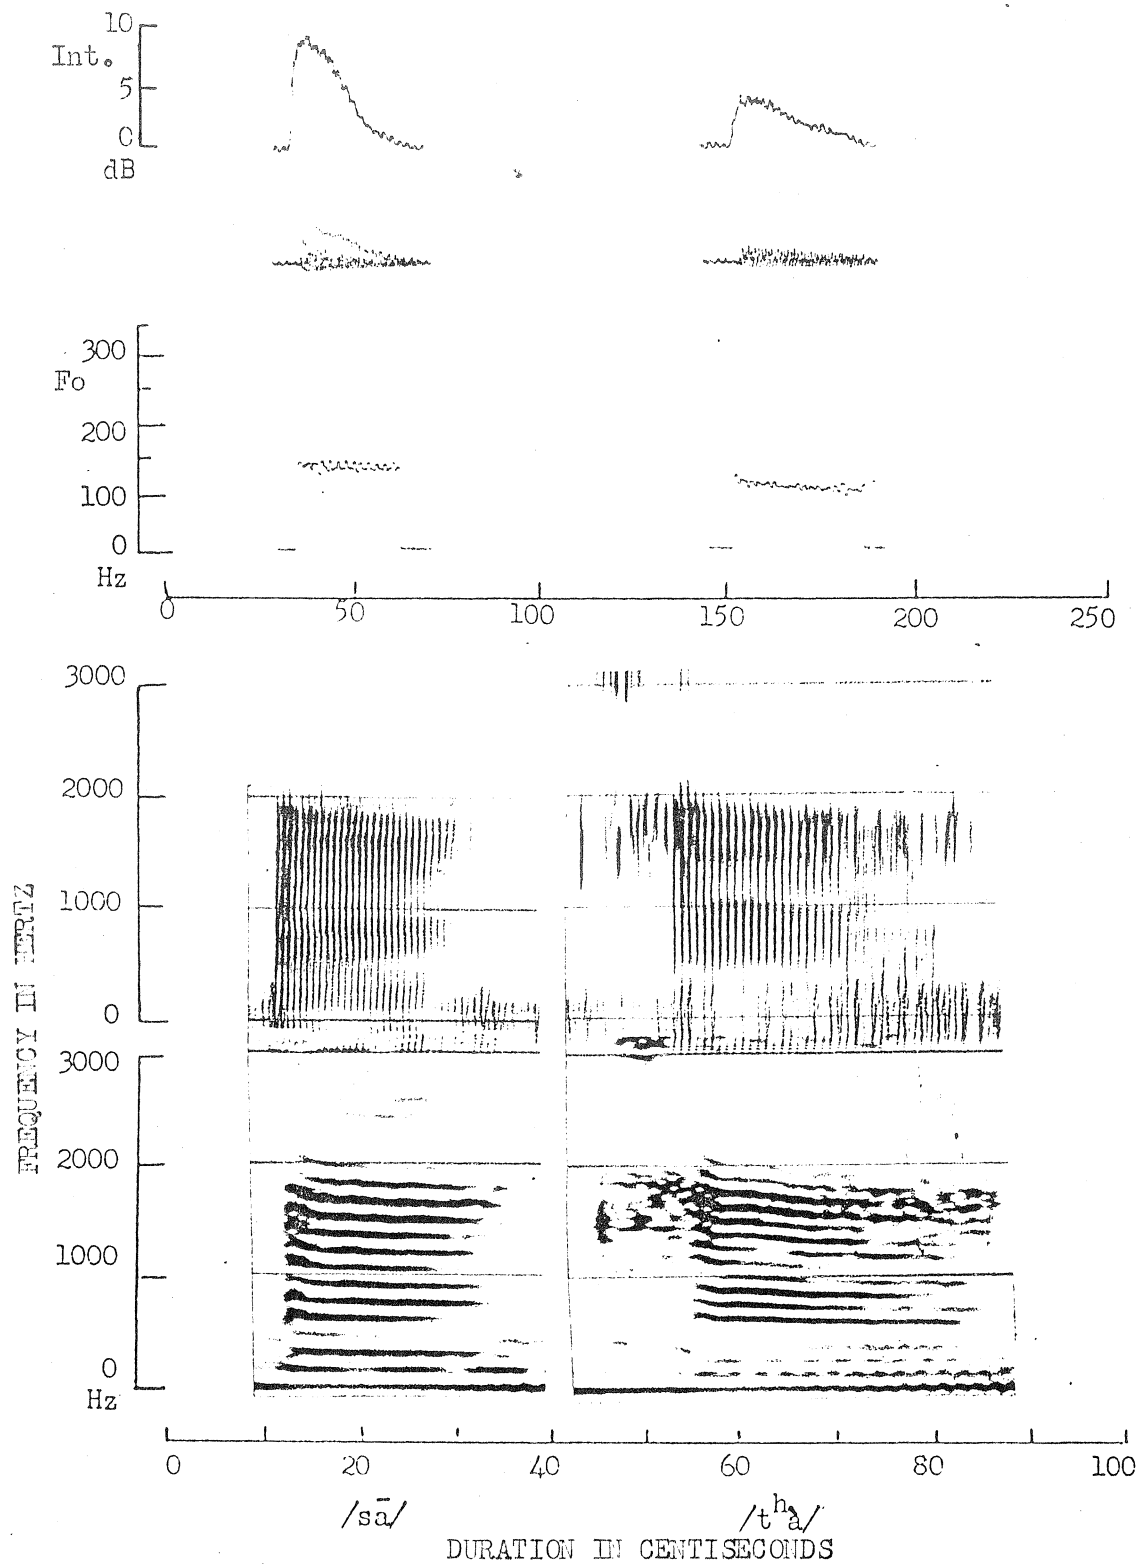 10
Int.
5
0
dB
300
Fo
200
100
0
Hz
0 50 100 150 200 250
3000
2000
1000
0
3000
2000
1000
0
Hz
FREQUENCY IN HERTZ
0 20 40 60 80 100
/sā/ /tʰà/
DURATION IN CENTISECONDS